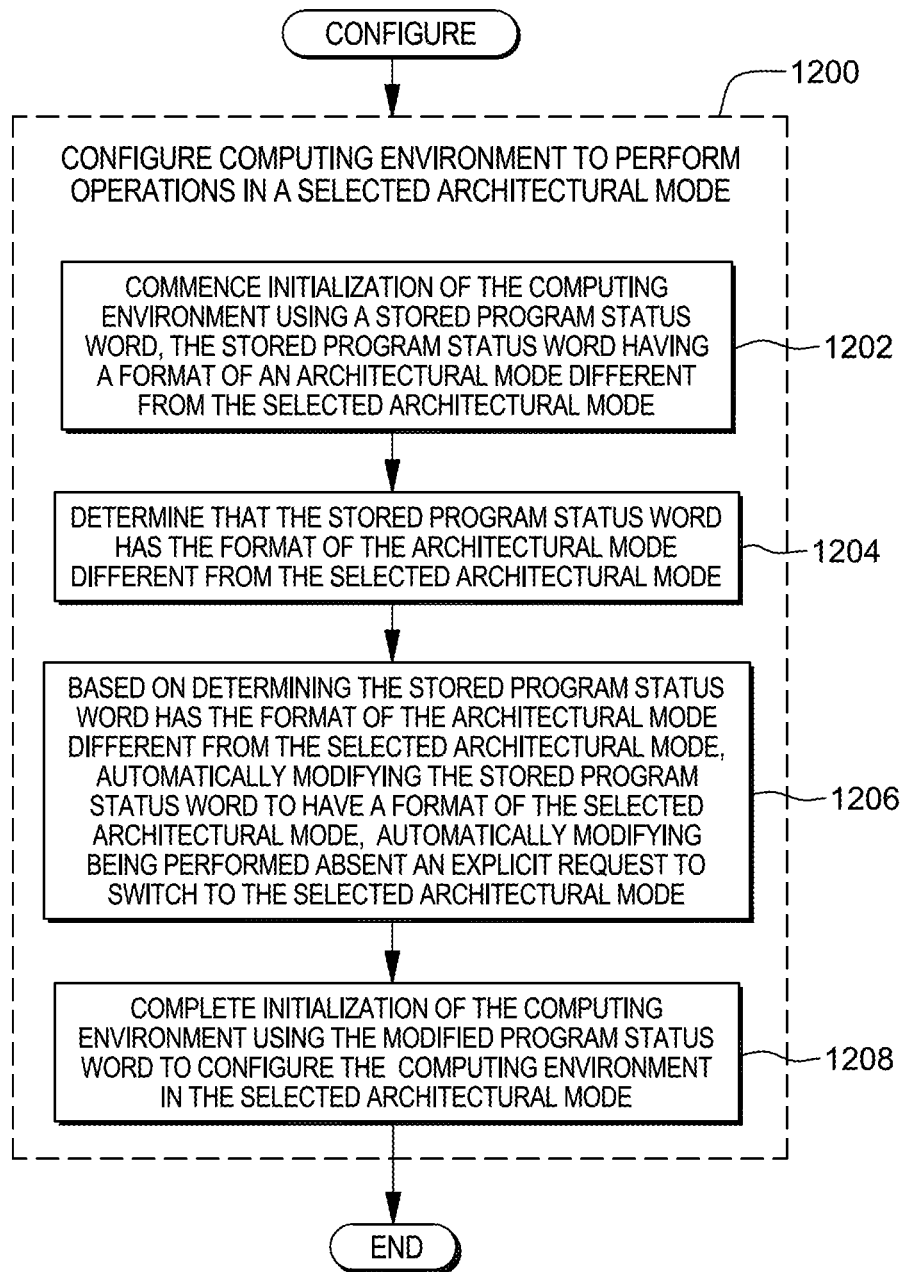 CONFIGURE
1200
CONFIGURE COMPUTING ENVIRONMENT TO PERFORM
OPERATIONS IN A SELECTED ARCHITECTURAL MODE
COMMENCE INITIALIZATION OF THE COMPUTING
ENVIRONMENT USING A STORED PROGRAM STATUS
WORD, THE STORED PROGRAM STATUS WORD HAVING
A FORMAT OF AN ARCHITECTURAL MODE DIFFERENT
FROM THE SELECTED ARCHITECTURAL MODE
1202
DETERMINE THAT THE STORED PROGRAM STATUS WORD
HAS THE FORMAT OF THE ARCHITECTURAL MODE
DIFFERENT FROM THE SELECTED ARCHITECTURAL MODE
1204
BASED ON DETERMINING THE STORED PROGRAM STATUS
WORD HAS THE FORMAT OF THE ARCHITECTURAL MODE
DIFFERENT FROM THE SELECTED ARCHITECTURAL MODE,
AUTOMATICALLY MODIFYING THE STORED PROGRAM
STATUS WORD TO HAVE A FORMAT OF THE SELECTED
ARCHITECTURAL MODE, AUTOMATICALLY MODIFYING
BEING PERFORMED ABSENT AN EXPLICIT REQUEST TO
SWITCH TO THE SELECTED ARCHITECTURAL MODE
1206
COMPLETE INITIALIZATION OF THE COMPUTING
ENVIRONMENT USING THE MODIFIED PROGRAM STATUS
WORD TO CONFIGURE THE COMPUTING ENVIRONMENT
IN THE SELECTED ARCHITECTURAL MODE
1208
END